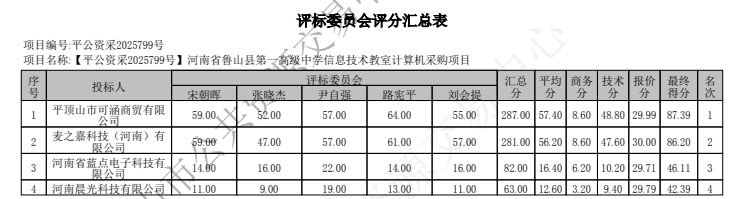 评标委员会评分汇总表
项目编号:平公资采2025799号
项目名称:【平公资采2025799号】河南省鲁山县第一高级中学信息技术教室计算机采购项目
序号 投标人 评标委员会 汇总分 平均分 商务分 技术分 报价分 最终得分 名次
宋朝晖 张晓杰 尹自强 路宪平 刘会提
1 平顶山市可涵商贸有限公司 59.00 52.00 57.00 64.00 55.00 287.00 57.40 8.60 48.80 29.99 87.39 1
2 麦之嘉科技（河南）有限公司 59.00 47.00 57.00 61.00 57.00 281.00 56.20 8.60 47.60 30.00 86.20 2
3 河南省蓝点电子科技有限公司 14.00 16.00 22.00 14.00 16.00 82.00 16.40 6.20 10.20 29.71 46.11 3
4 河南晨光科技有限公司 11.00 9.00 19.00 13.00 11.00 63.00 12.60 3.20 9.40 29.79 42.39 4